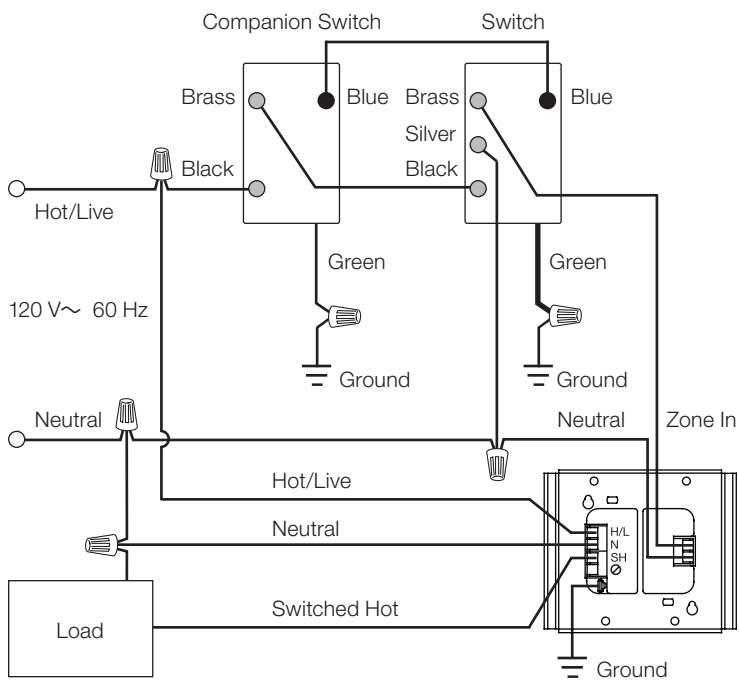 Companion Switch
Switch
Brass
Blue
Brass
Blue
Silver
Black
Black
Hot/Live
Green
Green
120 V~ 60 Hz
Ground
Ground
Neutral
Neutral
Zone In
Hot/Live
Neutral
H/L
N
SH
Switched Hot
Load
Ground